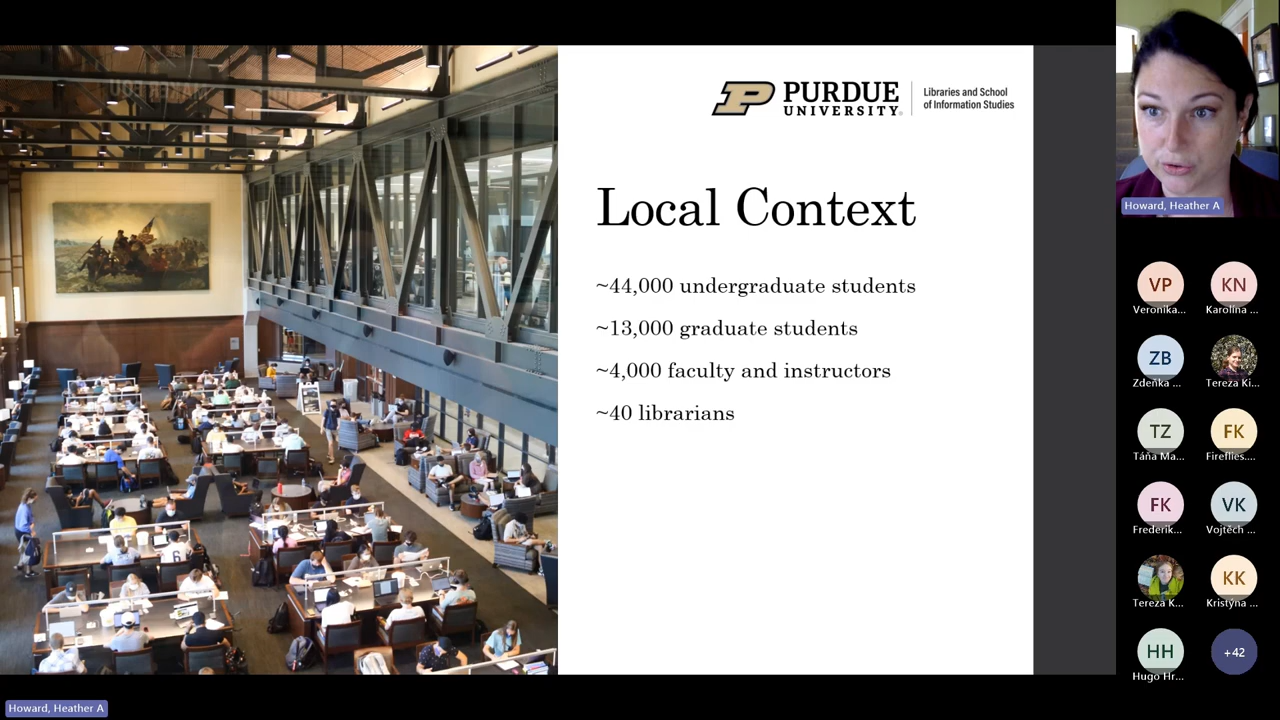 PURDUE
UNIVERSITY®
Libraries and School
of Information Studies
Local Context
~44,000 undergraduate students
~13,000 graduate students
~4,000 faculty and instructors
~40 librarians
Howard, Heather A
VP
KN
Veronika...
Karolína ...
ZB
Zdeňka ...
Tereza Ki...
TZ
FK
Táňa Ma...
Fireflies....
FK
VK
Frederik...
Vojtěch ...
KK
Tereza K...
Kristýna ...
HH
+42
Hugo Hr...
Howard, Heather A